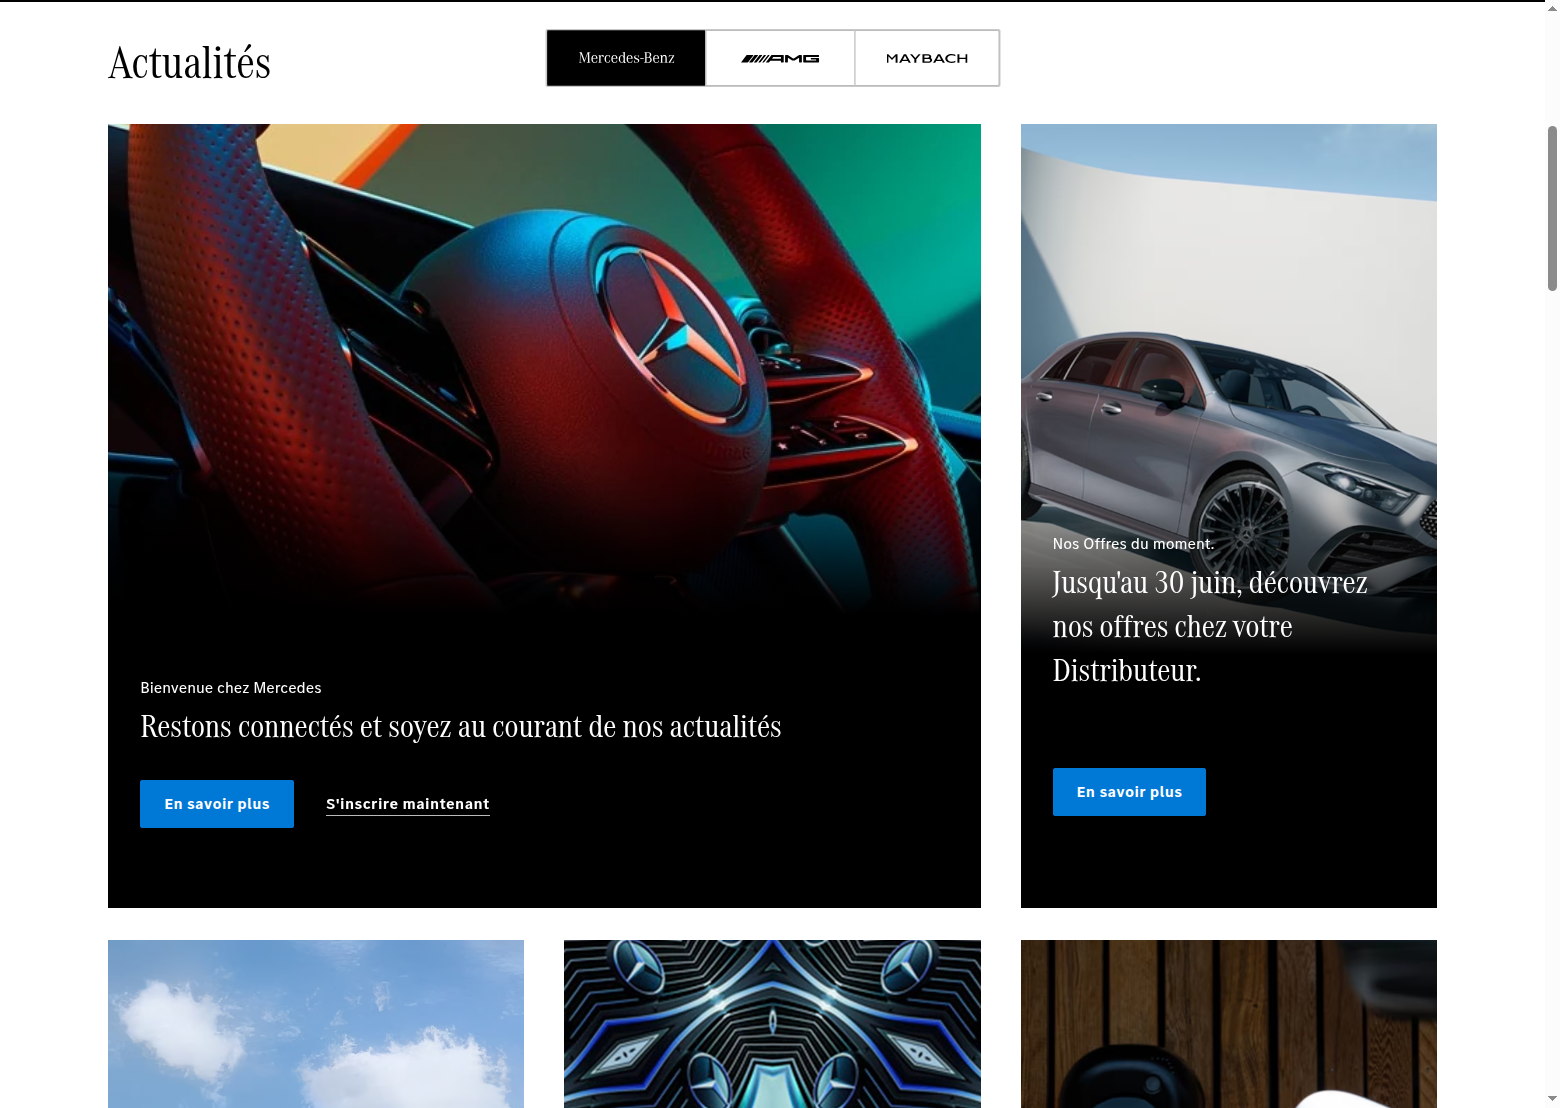 Actualités
Mercedes-Benz
AMG
MAYBACH
Bienvenue chez Mercedes
Restons connectés et soyez au courant de nos actualités
En savoir plus
S'inscrire maintenant
Nos Offres du moment.
Jusqu'au 30 juin, découvrez
nos offres chez votre
Distributeur.
En savoir plus